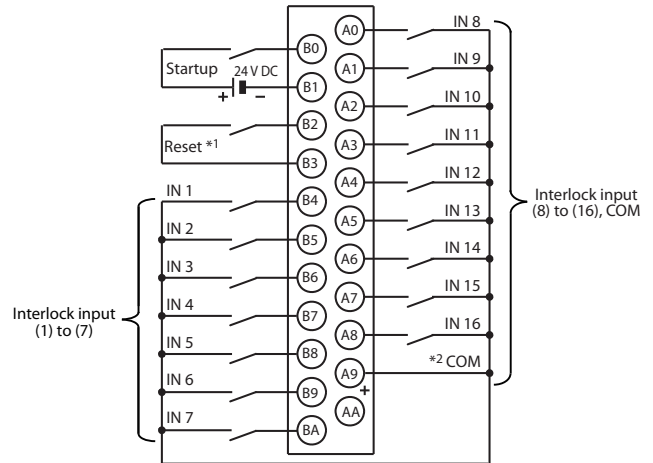 A0
IN 8
B0
Startup
24 V DC
A1
IN 9
+
−
B1
A2
IN 10
B2
Reset *1
A3
IN 11
B3
A4
IN 12
IN 1
B4
Interlock input
(8) to (16), COM
A5
IN 13
IN 2
B5
A6
IN 14
IN 3
B6
A7
IN 15
Interlock input
(1) to (7)
IN 4
B7
A8
IN 16
IN 5
B8
A9
*2 COM
+
IN 6
B9
AA
IN 7
BA